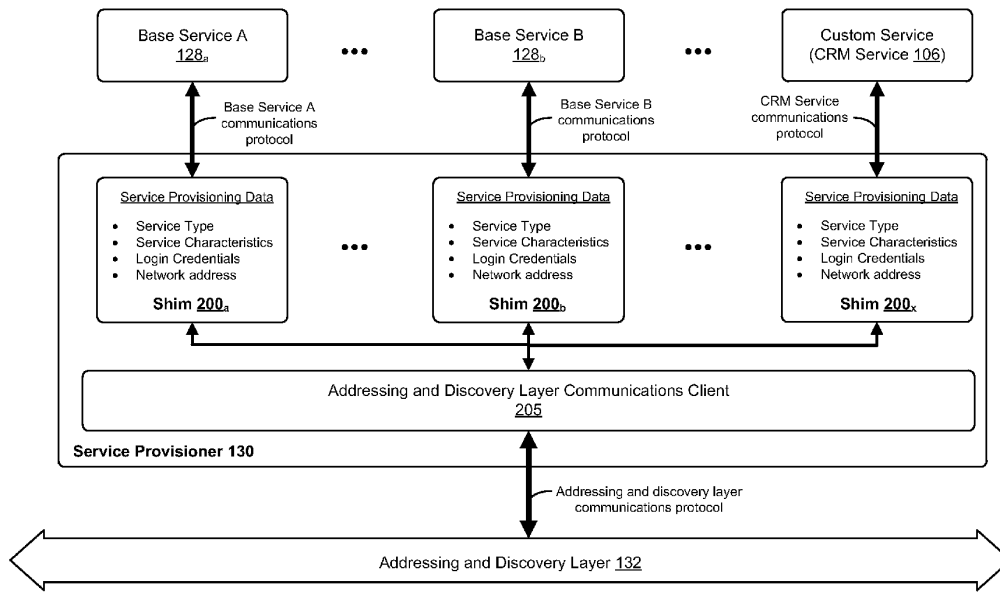 Base Service A
128a
•••
Base Service B
128b
•••
Custom Service
(CRM Service 106)
Base Service A
communications
protocol
Base Service B
communications
protocol
CRM Service
communications
protocol
Service Provisioning Data
• Service Type
• Service Characteristics
• Login Credentials
• Network address
Shim 200a
•••
Service Provisioning Data
• Service Type
• Service Characteristics
• Login Credentials
• Network address
Shim 200b
•••
Service Provisioning Data
• Service Type
• Service Characteristics
• Login Credentials
• Network address
Shim 200x
Addressing and Discovery Layer Communications Client
205
Service Provisioner 130
Addressing and discovery layer
communications protocol
Addressing and Discovery Layer 132